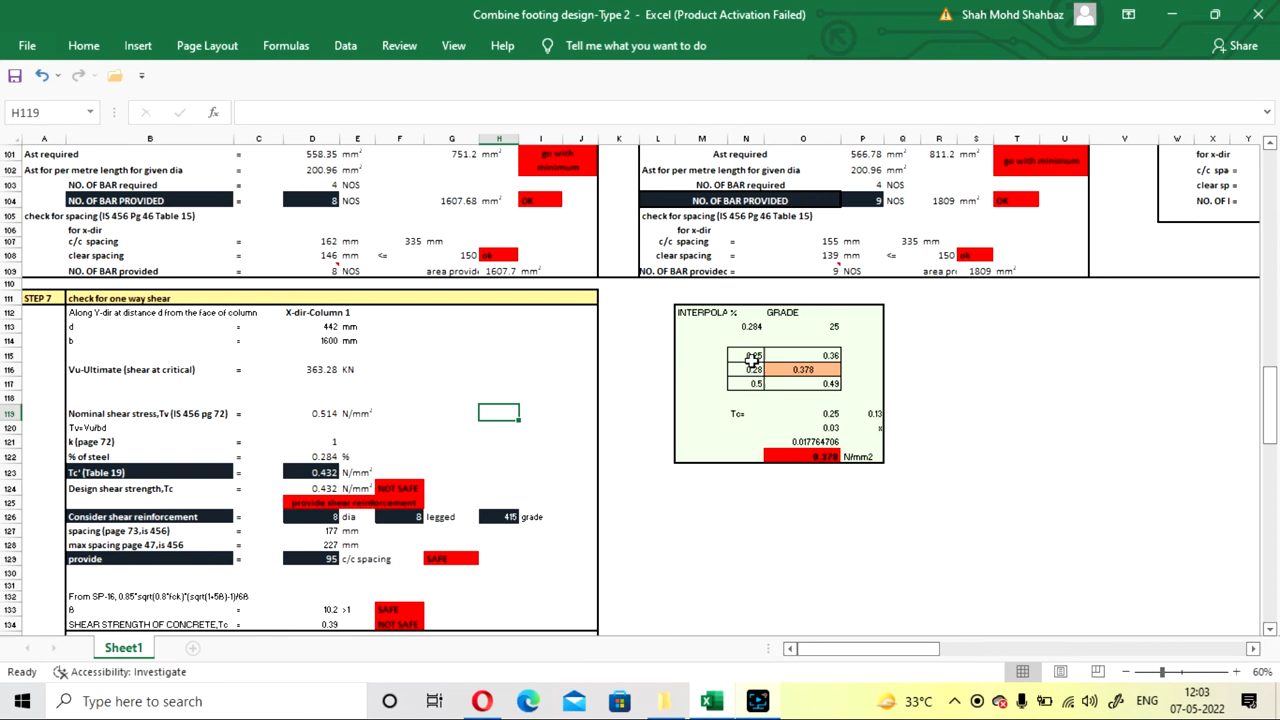 Combine footing design-Type 2 - Excel (Product Activation Failed) Shah Mohd Shahbaz
File Home Insert Page Layout Formulas Data Review View Help Tell me what you want to do Share
H119
A B C D E F G H I J K L M N O P Q R S T U V W X Y
101 Ast required = 558.35 mm² 751.2 mm² go with minimum Ast required = 566.78 mm² 811.2 mm² go with minimum for x-dir
102 Ast for per metre length for given dia = 200.96 mm² Ast for per metre length for given dia 200.96 mm² c/c spa =
103 NO. OF BAR required = 4 NOS NO. OF BAR required 4 NOS clear sp =
104 NO. OF BAR PROVIDED = 8 NOS 1607.68 mm² OK NO. OF BAR PROVIDED 9 NOS 1809 mm² OK NO. OF I =
105 check for spacing (IS 456 Pg 46 Table 15) check for spacing (IS 456 Pg 46 Table 15)
106 for x-dir for x-dir
107 c/c spacing = 162 mm 335 mm c/c spacing = 155 mm 335 mm
108 clear spacing = 146 mm <= 150 ok clear spacing = 139 mm <= 150 ok
109 NO. OF BAR provided = 8 NOS area provide 1607.7 mm² NO. OF BAR providec = 9 NOS area pro 1809 mm²
110
111 STEP 7 check for one way shear
112 Along Y-dir at distance d from the face of column X-dir-Column 1 INTERPOLA % GRADE
113 d = 442 mm 0.284 25
114 b = 1600 mm
115 0.25 0.36
116 Vu-Ultimate (shear at critical) = 363.28 KN 0.28 0.378
117 0.5 0.49
118
119 Nominal shear stress,Tv (IS 456 pg 72) = 0.514 N/mm² Tc= 0.25 0.13
120 Tv=Vu/bd 0.03 x
121 k (page 72) = 1 0.017764706
122 % of steel = 0.284 % 0.378 N/mm2
123 Tc' (Table 19) = 0.432 N/mm²
124 Design shear strength,Tc = 0.432 N/mm² NOT SAFE
125 provide shear reinforcement
126 Consider shear reinforcement = 8 dia 8 legged 415 grade
127 spacing (page 73,is 456) = 177 mm
128 max spacing page 47,is 456 = 227 mm
129 provide = 95 c/c spacing SAFE
130
131
132 From SP-16, 0.85*sqrt(0.8*fck)*(sqrt(1+5ß)-1)/6ß
133 ß = 10.2 >1 SAFE
134 SHEAR STRENGTH OF CONCRETE,Tc = 0.39 NOT SAFE
Sheet1
Ready Accessibility: Investigate 60%
Type here to search 33°C ENG 12:03
07-05-2022